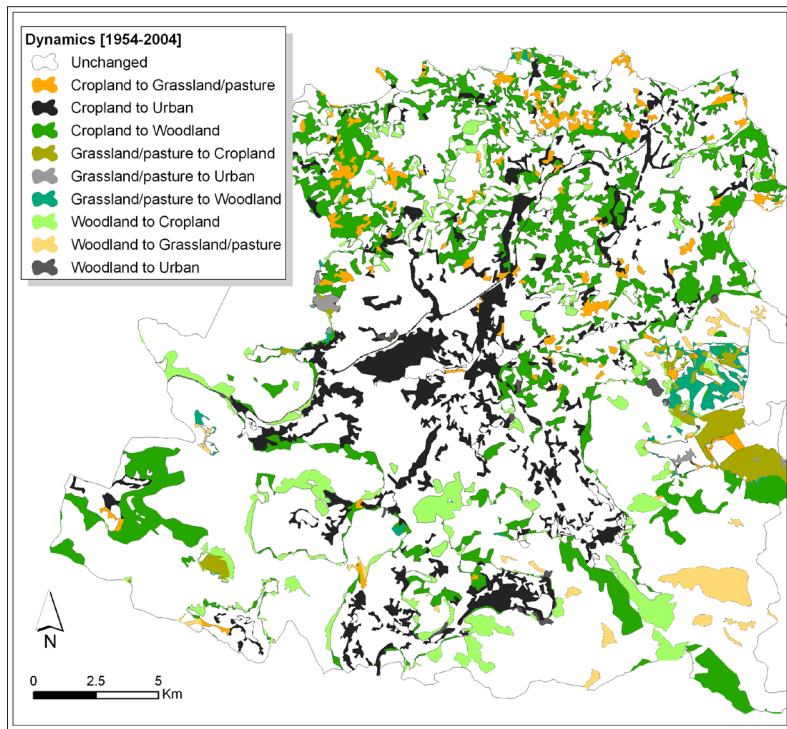 Dynamics [1954-2004]
Unchanged
Cropland to Grassland/pasture
Cropland to Urban
Cropland to Woodland
Grassland/pasture to Cropland
Grassland/pasture to Urban
Grassland/pasture to Woodland
Woodland to Cropland
Woodland to Grassland/pasture
Woodland to Urban
N
0 2.5 5
Km